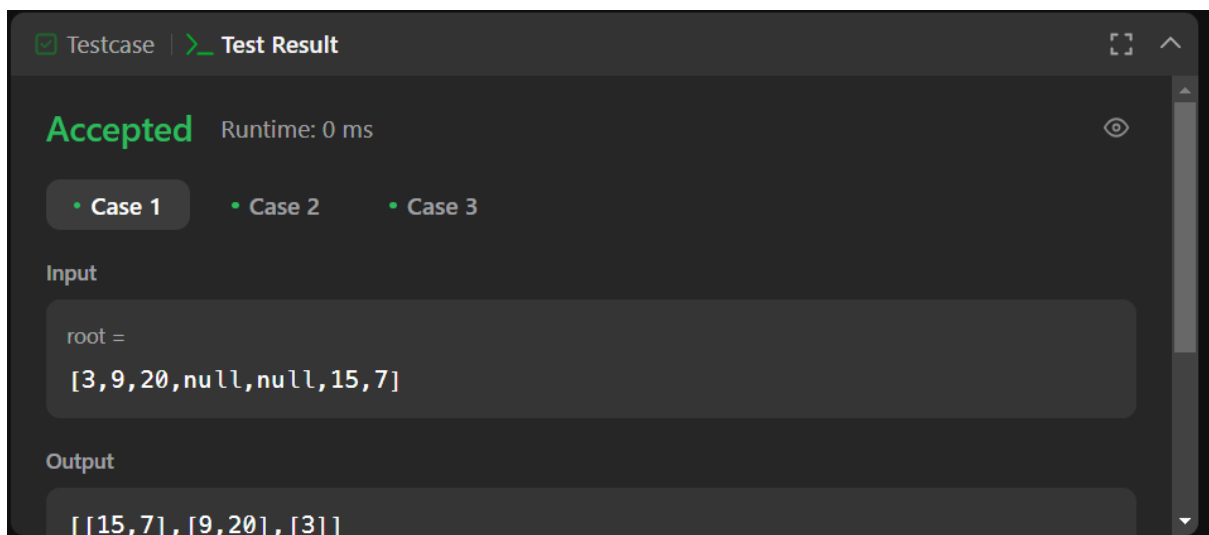 Testcase | >_ Test Result
Accepted Runtime: 0 ms
• Case 1 • Case 2 • Case 3
Input
root =
[3,9,20,null,null,15,7]
Output
[[15,7],[9,20],[3]]